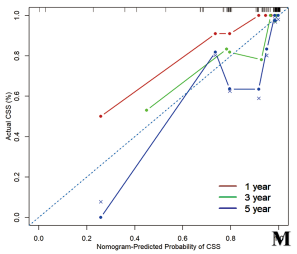 1.0
0.8
0.6
0.4
0.2
0.0
Actual CSS (%)
1 year
3 year
5 year
0.0 0.2 0.4 0.6 0.8
Nomogram-Predicted Probability of CSS
M